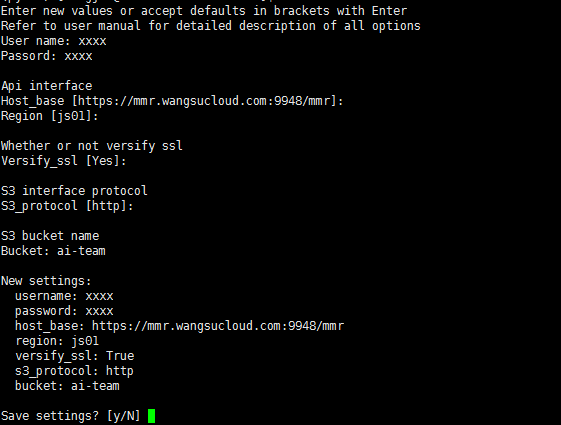 Enter new values or accept defaults in brackets with Enter
Refer to user manual for detailed description of all options
User name: xxxx
Passord: xxxx
Api interface
Host_base [https://mmr.wangsucloud.com:9948/mmr]:
Region [js01]:
Whether or not versify ssl
Versify_ssl [Yes]:
S3 interface protocol
S3_protocol [http]:
S3 bucket name
Bucket: ai-team
New settings:
username: xxxx
password: xxxx
host_base: https://mmr.wangsucloud.com:9948/mmr
region: js01
versify_ssl: True
s3_protocol: http
bucket: ai-team
Save settings? [y/N]